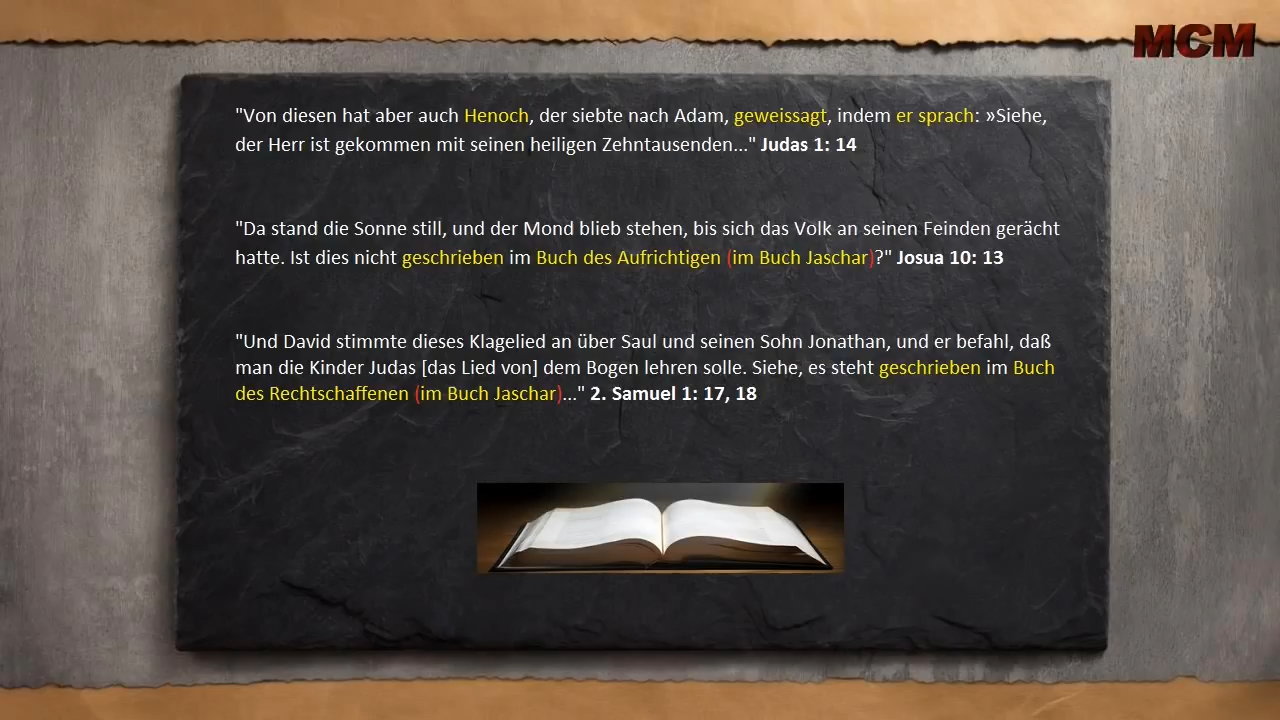 MCM
"Von diesen hat aber auch Henoch, der siebte nach Adam, geweissagt, indem er sprach: »Siehe,
der Herr ist gekommen mit seinen heiligen Zehntausenden..." Judas 1: 14
"Da stand die Sonne still, und der Mond blieb stehen, bis sich das Volk an seinen Feinden gerächt
hatte. Ist dies nicht geschrieben im Buch des Aufrichtigen (im Buch Jaschar)?" Josua 10: 13
"Und David stimmte dieses Klagelied an über Saul und seinen Sohn Jonathan, und er befahl, daß
man die Kinder Judas [das Lied von] dem Bogen lehren solle. Siehe, es steht geschrieben im Buch
des Rechtschaffenen (im Buch Jaschar)..." 2. Samuel 1: 17, 18